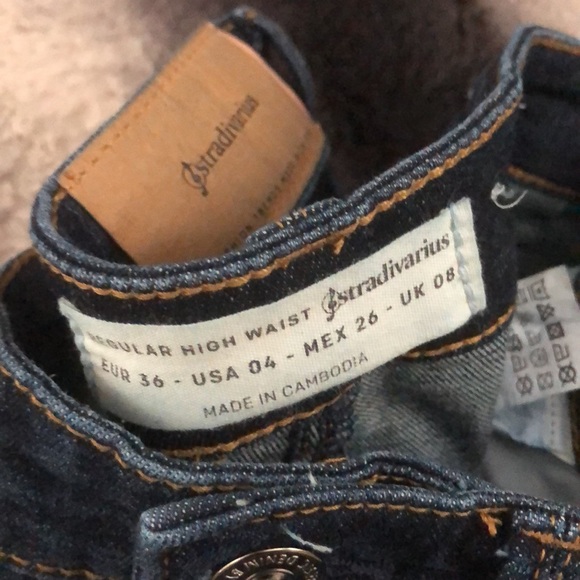 stradivarius
REGULAR HIGH WAIST stradivarius
EUR 36 - USA 04 - MEX 26 - UK 08
MADE IN CAMBODIA